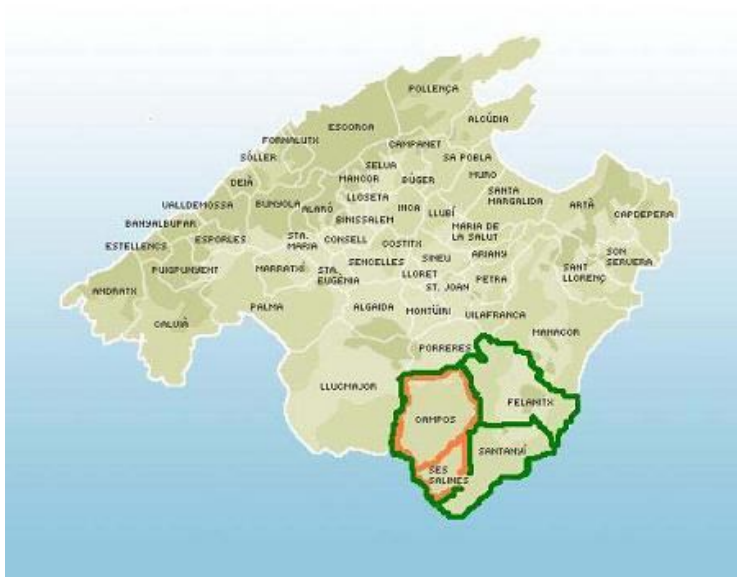 POLLENÇA
ALCÚDIA
ESCORCA
FORNALUTX
CAMPANET
SÓLLER
SA POBLA
SELVA
MANCOR
BÚGER
MURO
DEIÀ
SANTA
MARGALIDA
LLOSETA
VALLDEMOSSA
BUNYOLA
ALARÓ
INCA
LLUBÍ
ARTÀ
CAPDEPERA
BINISSALEM
BANYALBUFAR
MARIA DE
LA SALUT
STA.
MARIA
CONSELL
COSTITX
ESPORLES
ESTELLENCS
SON
SERVERA
SINEU
ARIANY
SENCELLES
PUIGPUNYENT
MARRATXÍ
STA.
EUGÈNIA
LLORET
SANT
LLORENÇ
PETRA
ST. JOAN
ANDRATX
PALMA
ALGAIDA
MONTÜIRI
VILAFRANCA
CALVIÀ
MANACOR
PORRERES
LLUCMAJOR
FELANITX
CAMPOS
SANTANYÍ
SES
SALINES